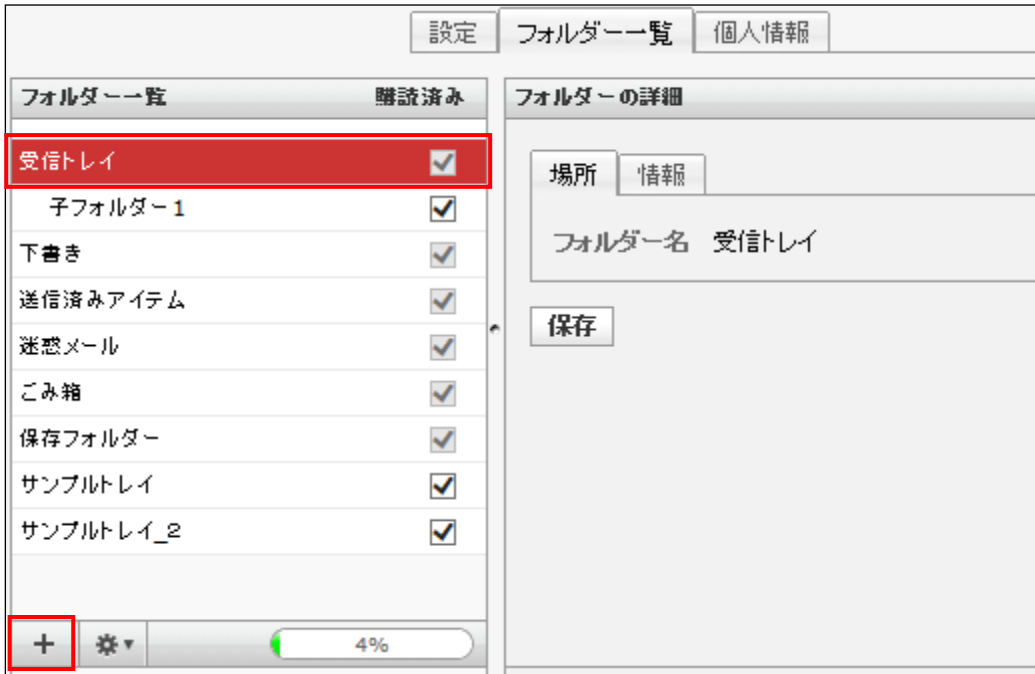 設定 フォルダー一覧 個人情報
フォルダー一覧 購読済み
受信トレイ
子フォルダー1
下書き
送信済みアイテム
迷惑メール
ごみ箱
保存フォルダー
サンプルトレイ
サンプルトレイ_2
4%
フォルダーの詳細
場所 情報
フォルダー名 受信トレイ
保存